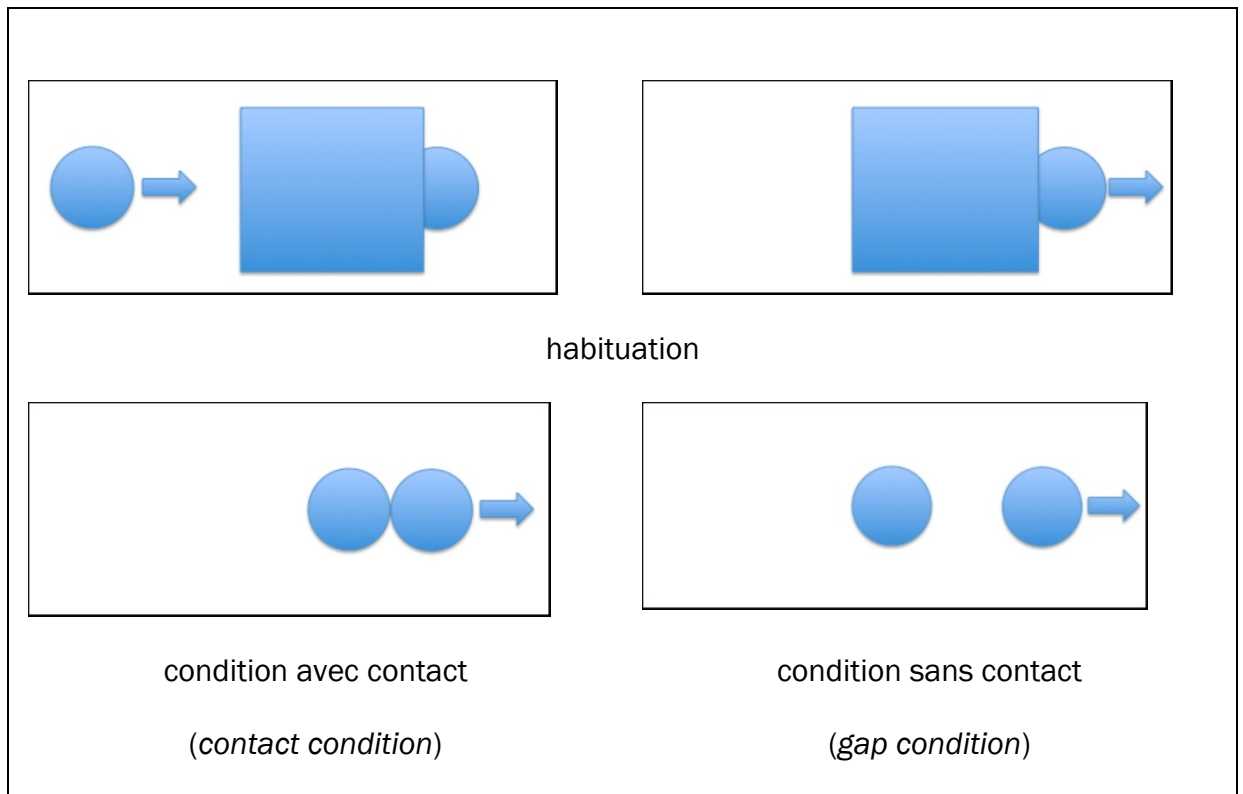 habituation
condition avec contact
condition sans contact
(contact condition)
(gap condition)